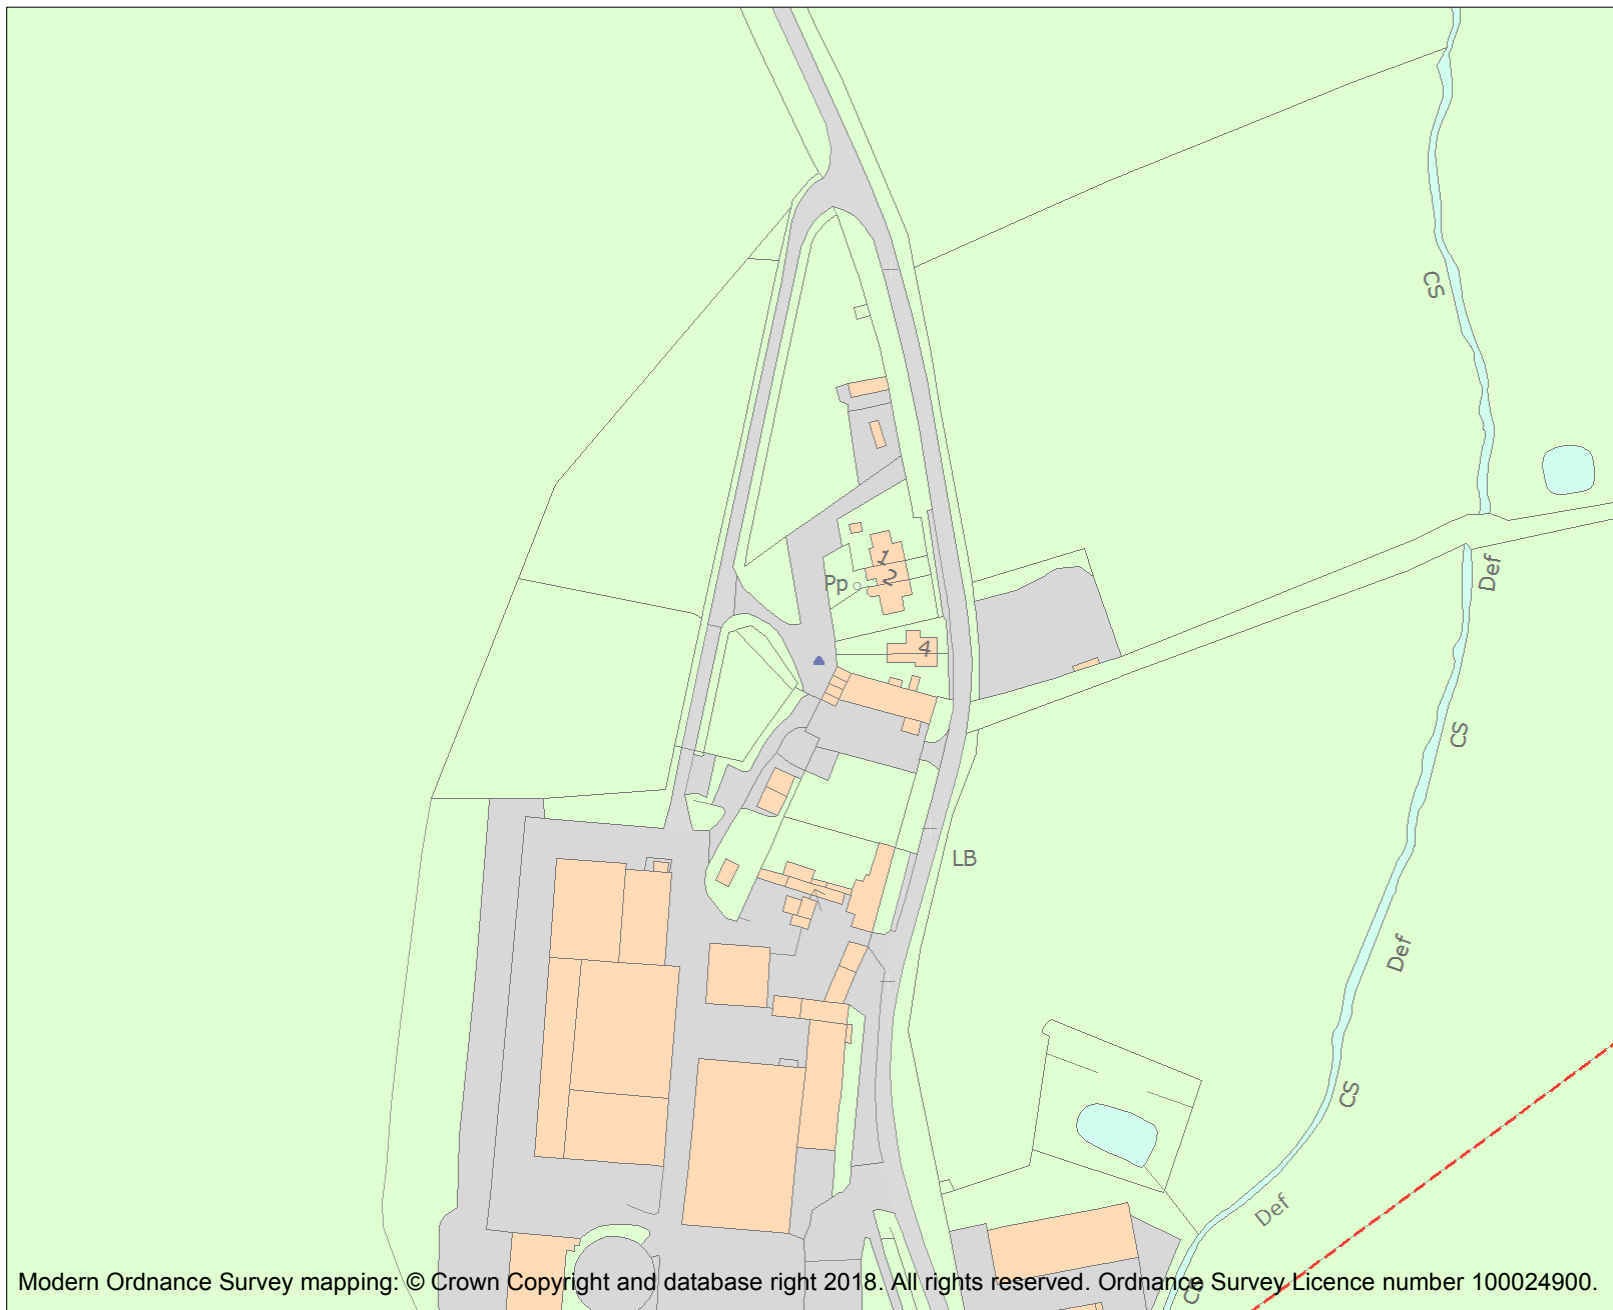 CS
1
2
Pp
Def
4
CS
LB
Def
CS
Def
CS
Modern Ordnance Survey mapping: © Crown Copyright and database right 2018. All rights reserved. Ordnance Survey Licence number 100024900.